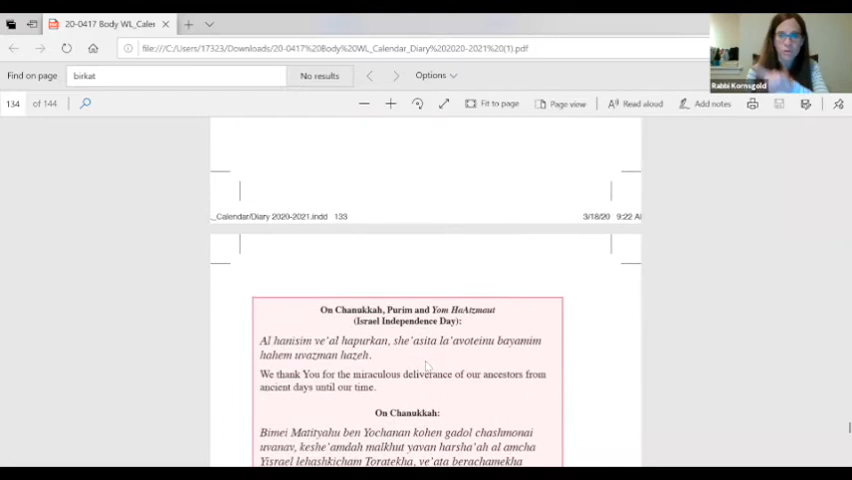 20-0417 Body WL_Caler
file:///C:/Users/17323/Downloads/20-0417%20Body%20WL_Calendar_Diary%202020-2021%20(1).pdf
Find on page
birkat
No results
Options
Rabbi Kornsgold
134 of 144
Fit to page
Page view
Read aloud
Add notes
_Calendar/Diary 2020-2021.indd 133
3/18/20 9:22 AI
On Chanukkah, Purim and Yom HaAtzmaut
(Israel Independence Day):
Al hanisim ve'al hapurkan, she'asita la'avoteinu bayamim
hahem uvazman hazeh.
We thank You for the miraculous deliverance of our ancestors from
ancient days until our time.
On Chanukkah:
Bimei Matityahu ben Yochanan kohen gadol chashmonai
uvanav, keshe'amdah malkhut yavan harsha'ah al amcha
Yisrael lehashkicham Toratekha, ve'ata berachamekha